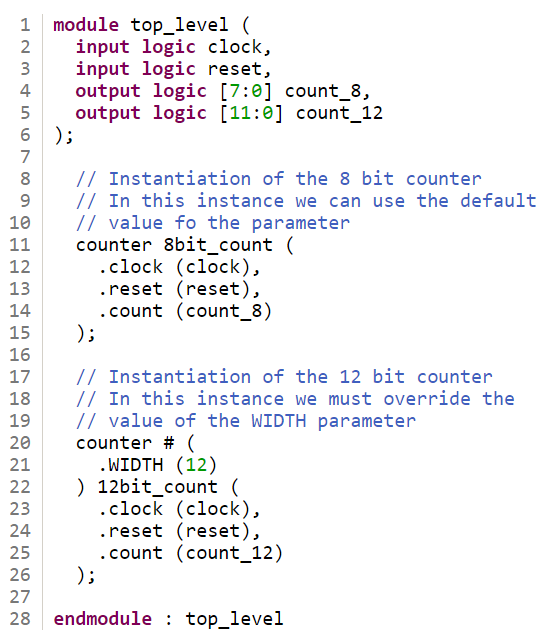 1 module top_level (
2   input logic clock,
3   input logic reset,
4   output logic [7:0] count_8,
5   output logic [11:0] count_12
6 );
7
8   // Instantiation of the 8 bit counter
9   // In this instance we can use the default
10   // value fo the parameter
11   counter 8bit_count (
12     .clock (clock),
13     .reset (reset),
14     .count (count_8)
15   );
16
17   // Instantiation of the 12 bit counter
18   // In this instance we must override the
19   // value of the WIDTH parameter
20   counter # (
21     .WIDTH (12)
22   ) 12bit_count (
23     .clock (clock),
24     .reset (reset),
25     .count (count_12)
26   );
27
28 endmodule : top_level